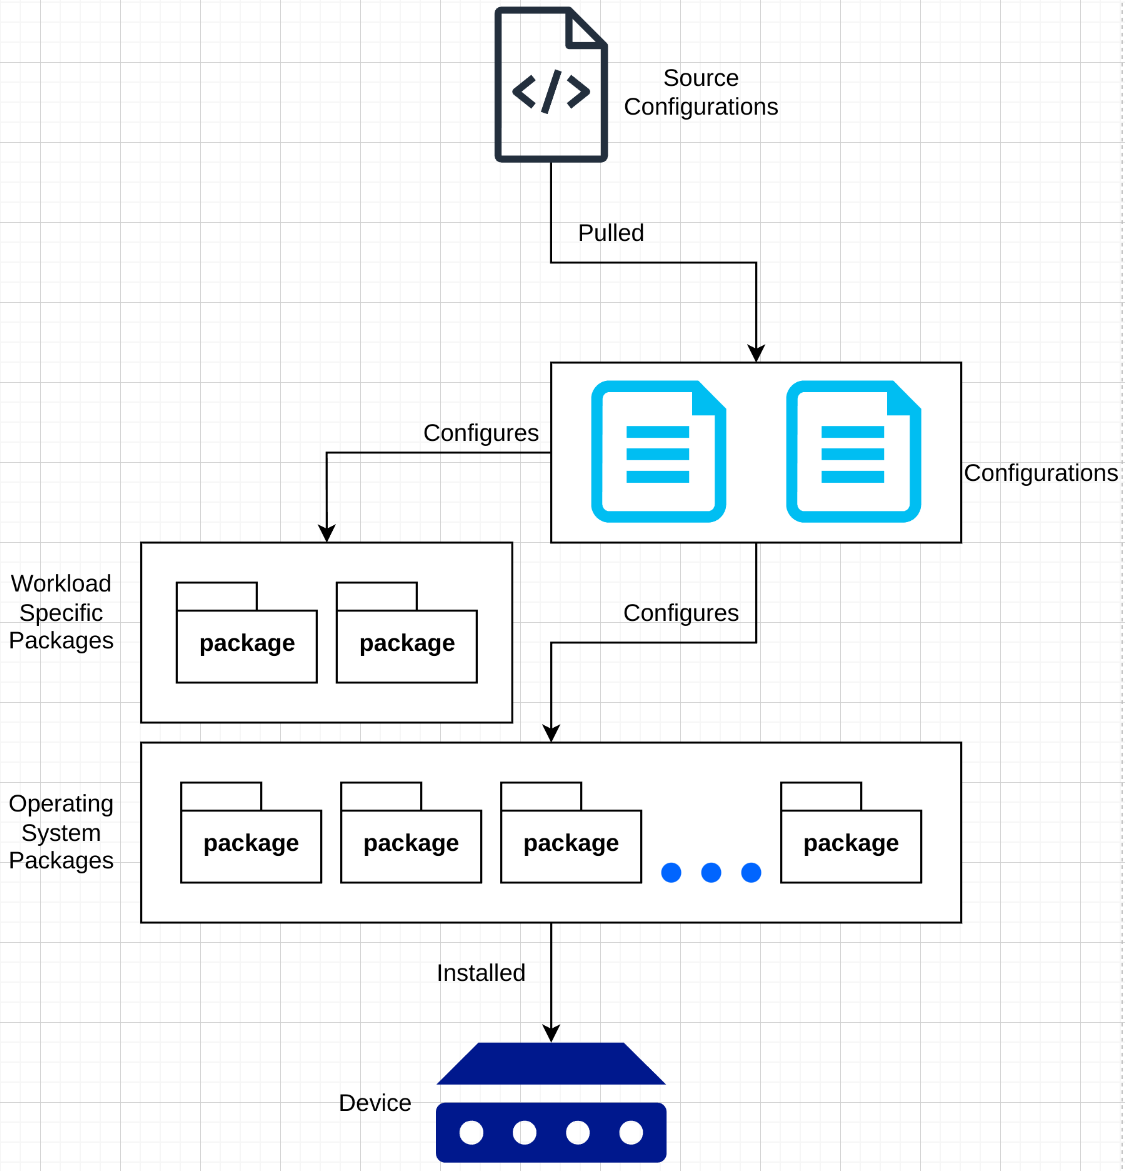 </>
Source
Configurations
Pulled
Configures
Configurations
Workload
Specific
Packages
package
package
Configures
Operating
System
Packages
package
package
package
package
Installed
Device